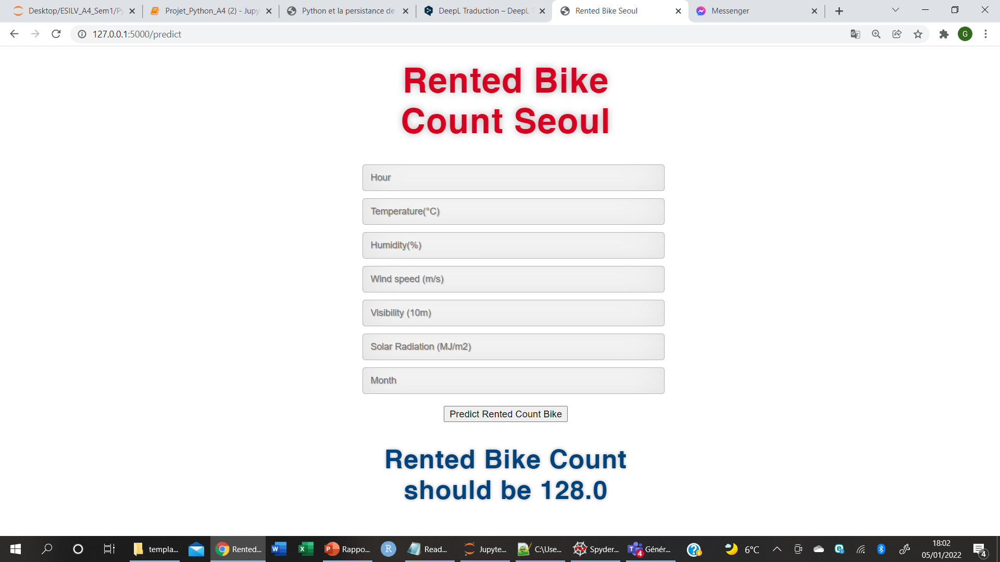 Desktop/ESILV_A4_Sem1/Py
Projet_Python_A4 (2) - Jupy
Python et la persistance de
DeepL Traduction – DeepL T
Rented Bike Seoul
Messenger
127.0.0.1:5000/predict
G
Rented Bike
Count Seoul
Hour
Temperature(°C)
Humidity(%)
Wind speed (m/s)
Visibility (10m)
Solar Radiation (MJ/m2)
Month
Predict Rented Count Bike
Rented Bike Count
should be 128.0
templa...
Rented...
Rappo...
R
Read...
Jupyte...
C:\Use...
Spyder...
4
Génér...
6°C
18:02
05/01/2022
4